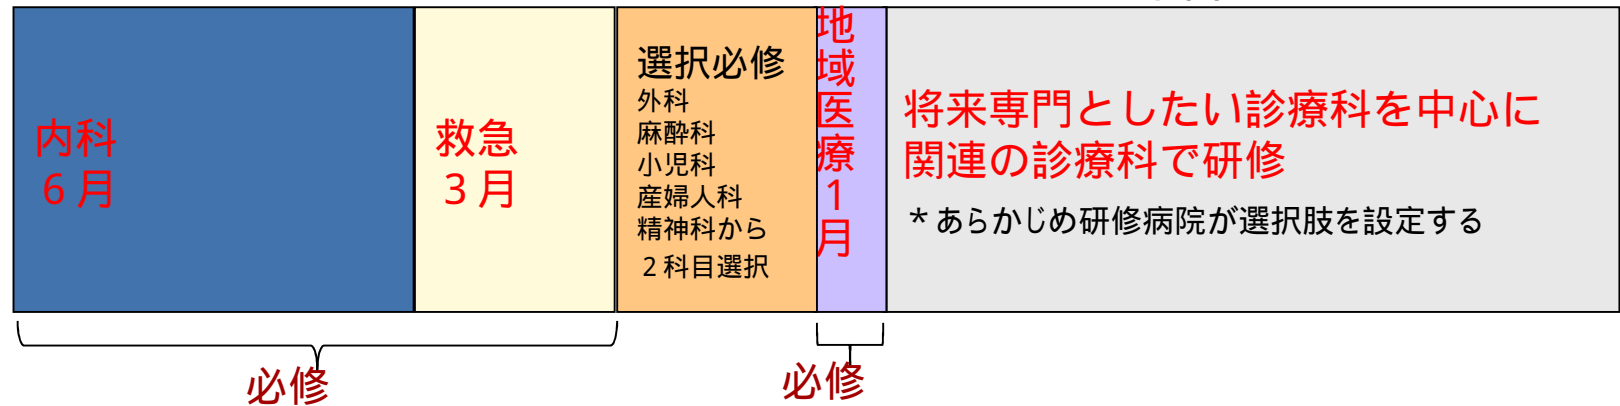 内科
６月
救急
３月
選択必修
外科
麻酔科
小児科
産婦人科
精神科から
２科目選択
地域医療１月
将来専門としたい診療科を中心に
関連の診療科で研修
＊あらかじめ研修病院が選択肢を設定する
必修
必修